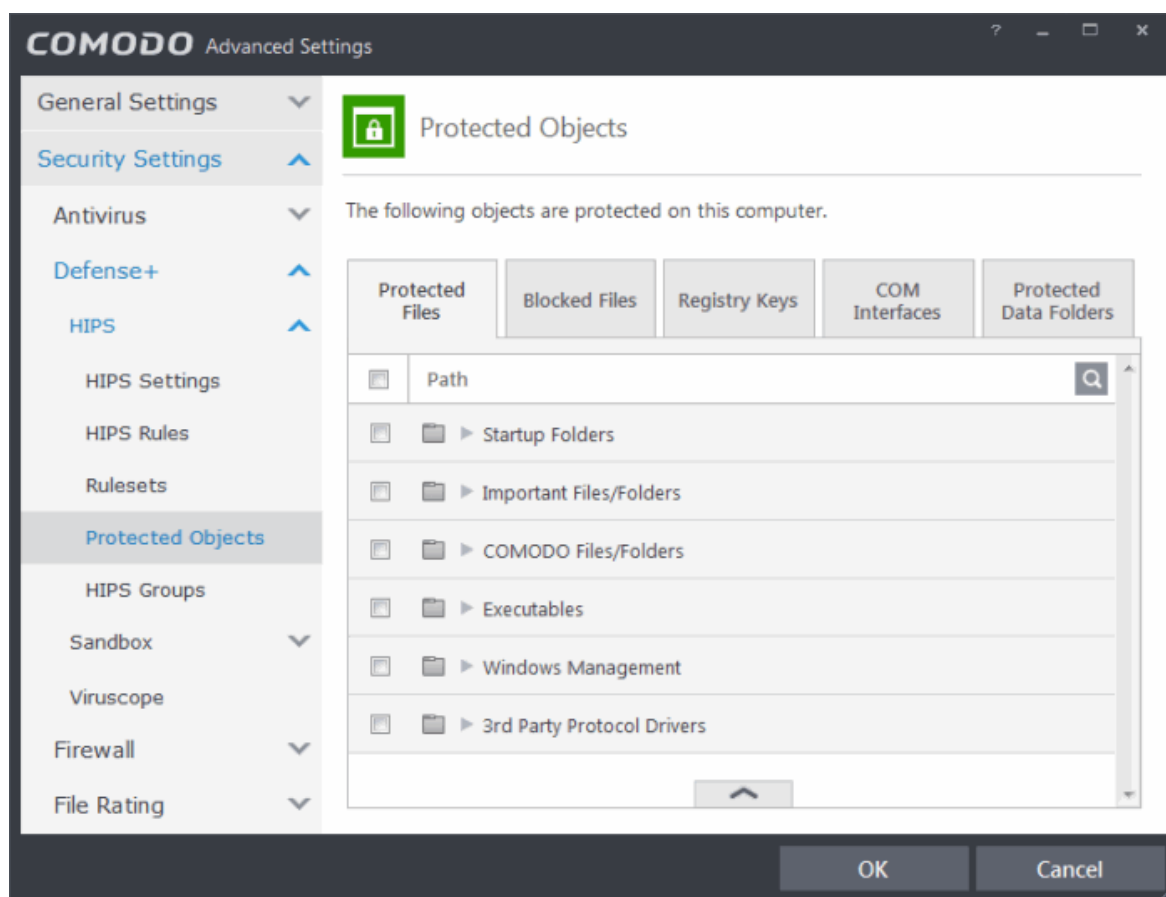 COMODO Advanced Settings ?
General Settings
Security Settings
Antivirus
Defense+
HIPS
HIPS Settings
HIPS Rules
Rulesets
Protected Objects
HIPS Groups
Sandbox
Viruscope
Firewall
File Rating
Protected Objects
The following objects are protected on this computer.
Protected
Files
Blocked Files
Registry Keys
COM
Interfaces
Protected
Data Folders
Path
Startup Folders
Important Files/Folders
COMODO Files/Folders
Executables
Windows Management
3rd Party Protocol Drivers
OK
Cancel